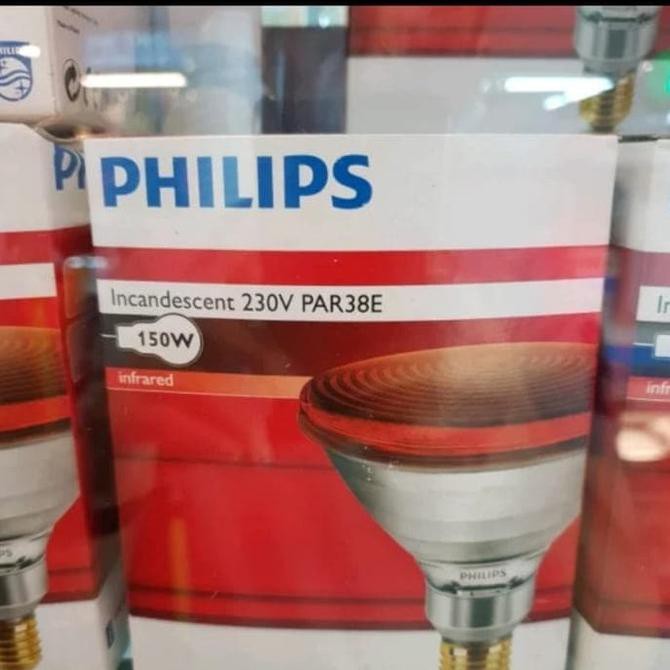 PHILIPS
Incandescent 230V PAR38E
150W
infrared
PHILIPS